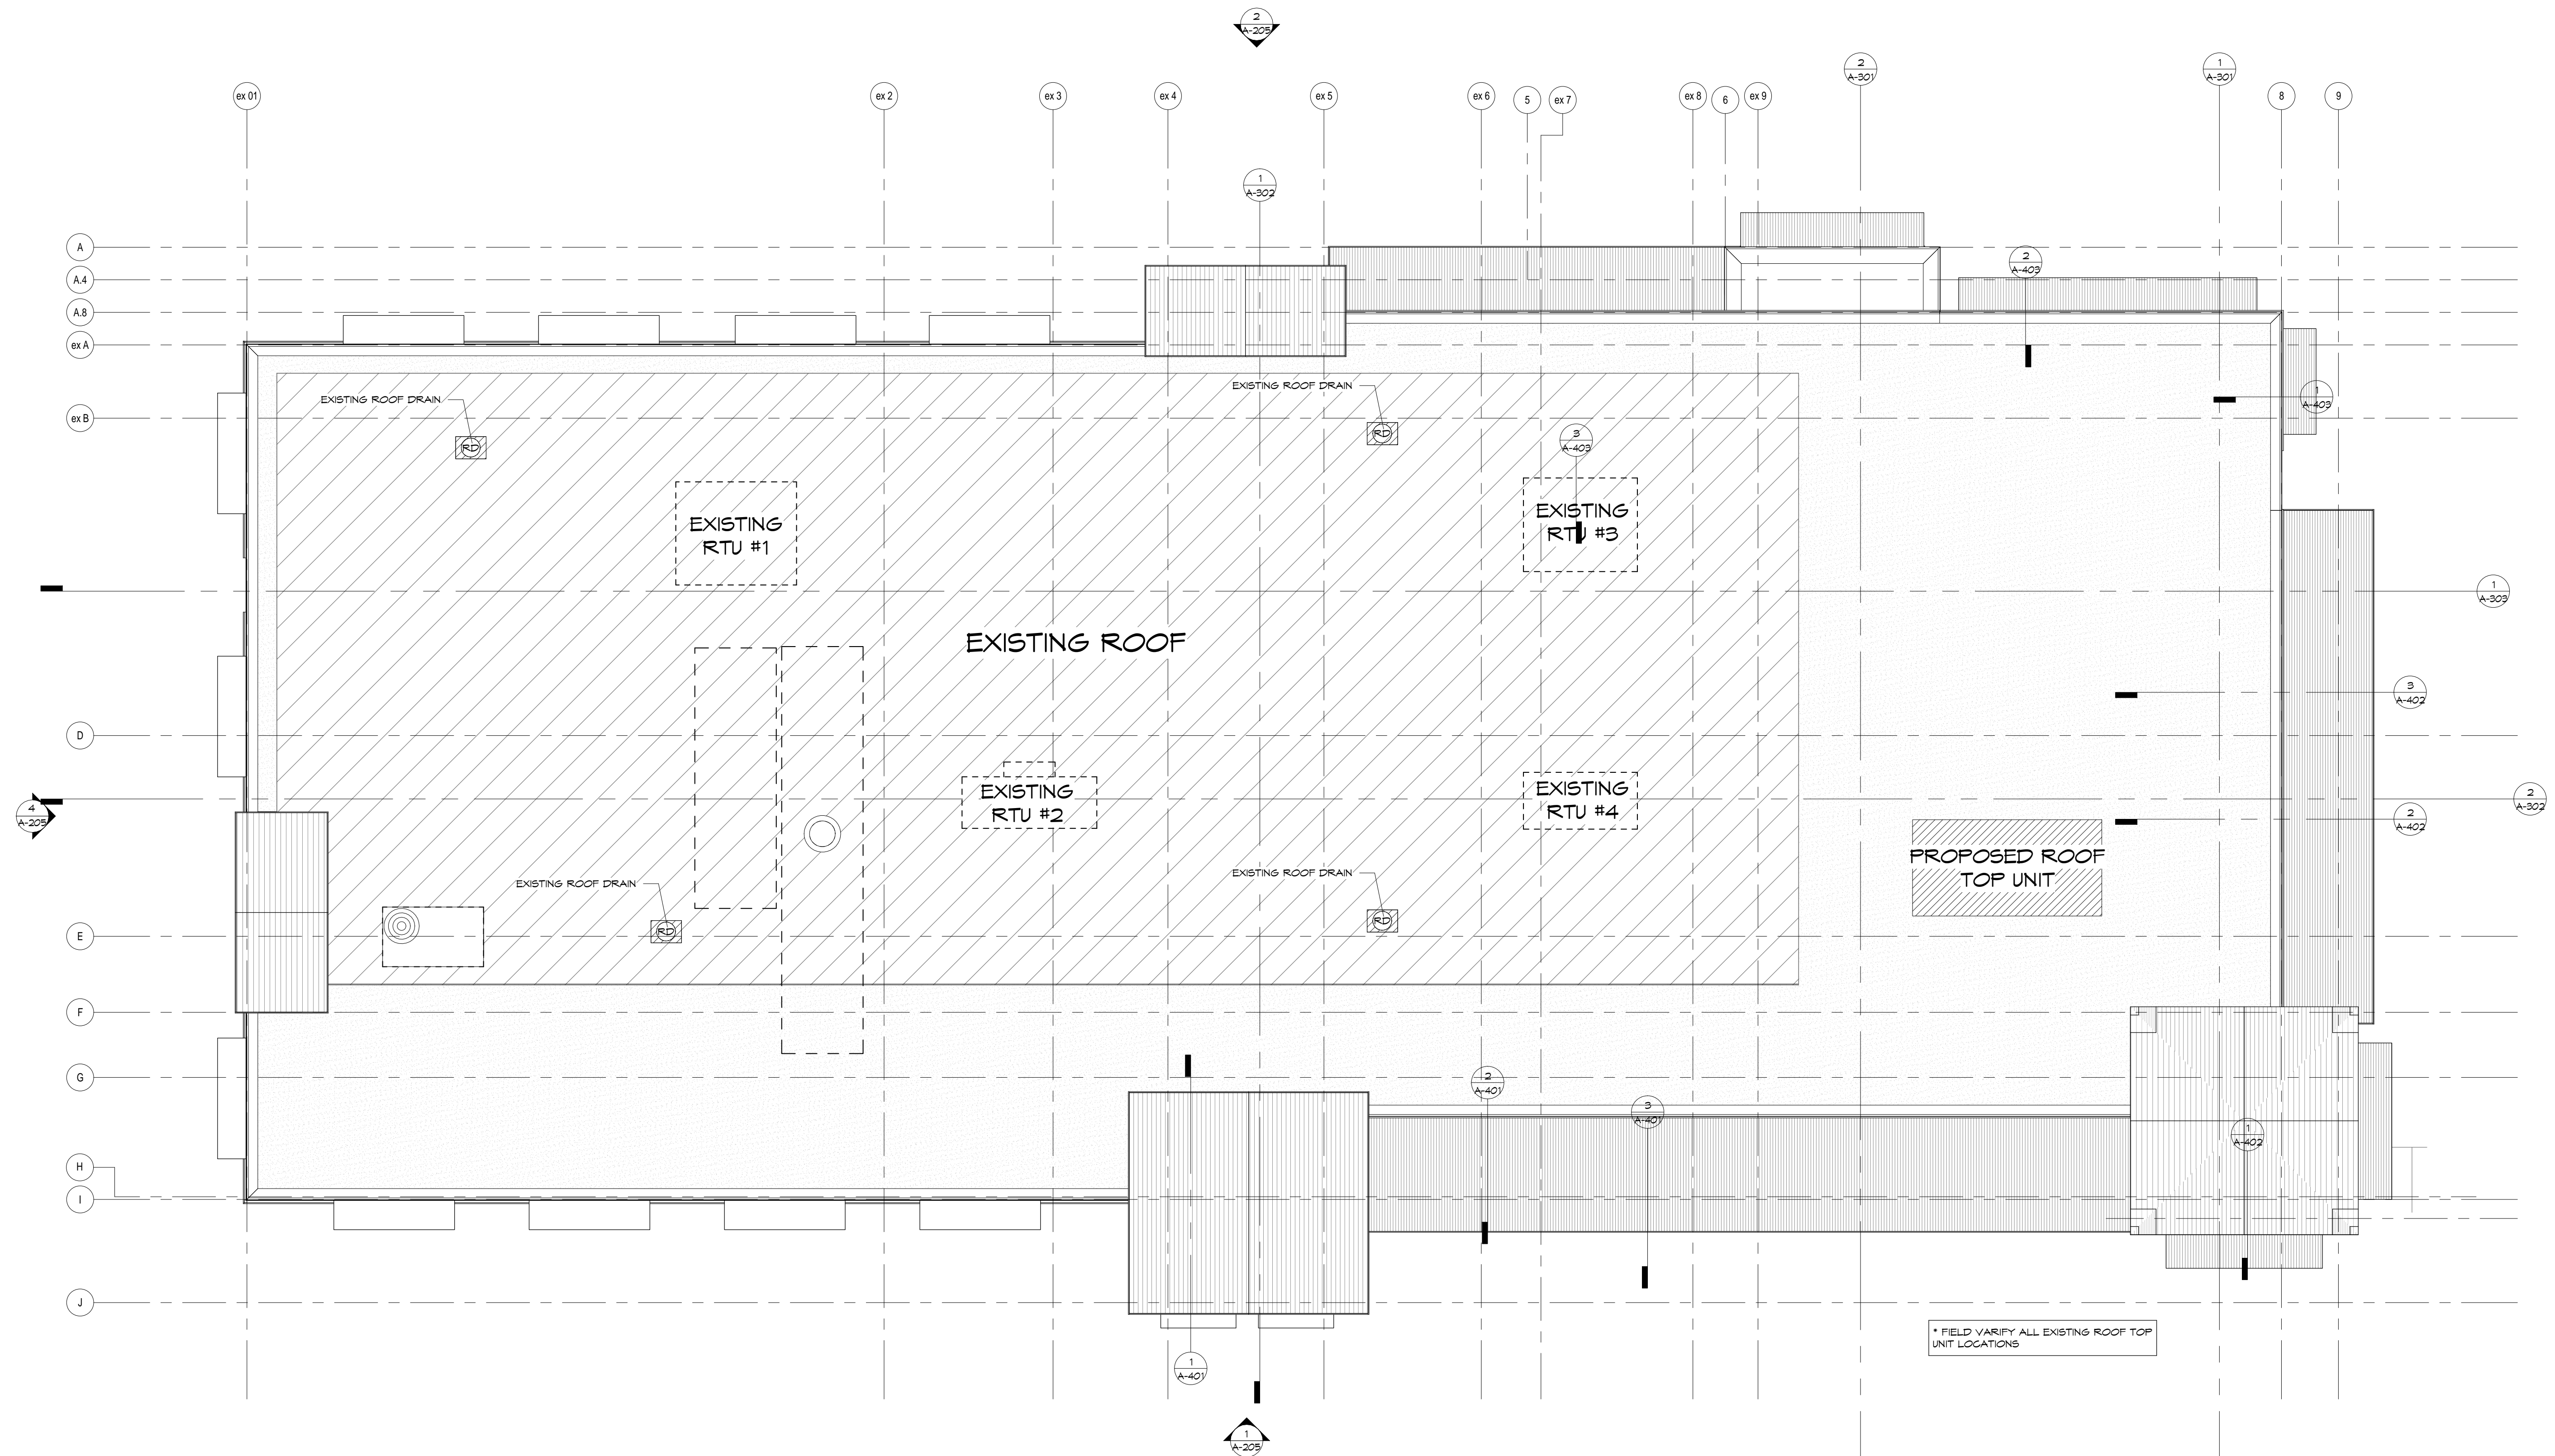 2
A-205
2
A-301
1
A-301
ex 01
ex 2
ex 3
ex 4
ex 5
ex 6
5
ex 7
ex 8
6
ex 9
8
9
1
A-302
A
A.4
A.8
ex A
ex B
2
A-403
1
A-403
EXISTING ROOF DRAIN
RD
EXISTING ROOF DRAIN
RD
3
A-403
EXISTING
RTU #1
EXISTING
RTU #3
1
A-303
EXISTING ROOF
3
A-402
D
EXISTING
RTU #2
EXISTING
RTU #4
2
A-302
4
A-205
2
A-402
PROPOSED ROOF
TOP UNIT
EXISTING ROOF DRAIN
RD
EXISTING ROOF DRAIN
RD
E
F
G
2
A-401
3
A-401
1
A-402
H
I
J
* FIELD VARIFY ALL EXISTING ROOF TOP
UNIT LOCATIONS
1
A-401
1
A-205